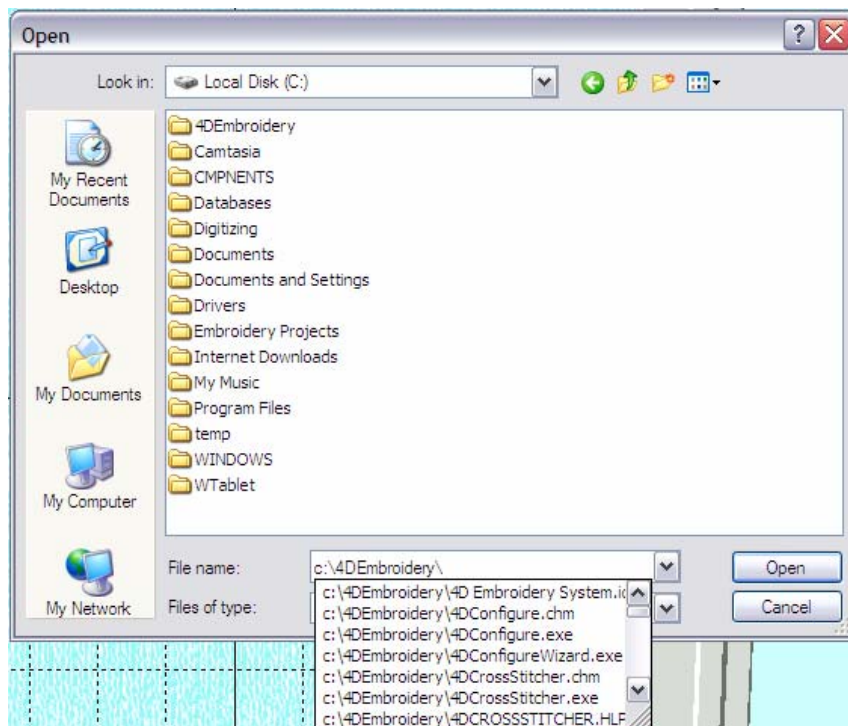 Open
Look in: Local Disk (C:)
My Recent
Documents
Desktop
My Documents
My Computer
My Network
4DEmbroidery
Camtasia
CMPNENTS
Databases
Digitizing
Documents
Documents and Settings
Drivers
Embroidery Projects
Internet Downloads
My Music
Program Files
temp
WINDOWS
WTablet
File name: c:\4DEmbroidery\ Open
Files of type: Cancel
c:\4DEmbroidery\4D Embroidery System.ic
c:\4DEmbroidery\4DConfigure.chm
c:\4DEmbroidery\4DConfigure.exe
c:\4DEmbroidery\4DConfigureWizard.exe
c:\4DEmbroidery\4DCrossStitcher.chm
c:\4DEmbroidery\4DCrossStitcher.exe
c:\4DEmbroidery\4DCROSSSTITCHER.HLP